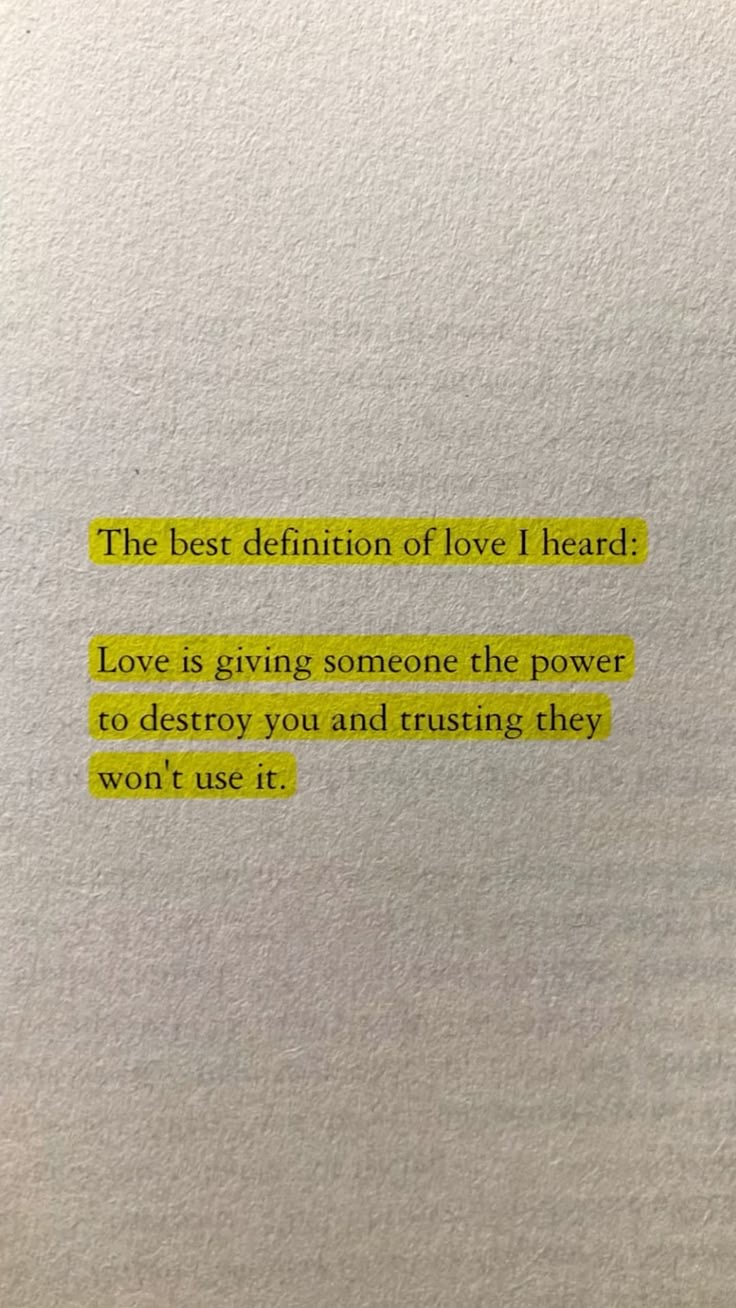 The best definition of love I heard:
Love is giving someone the power
to destroy you and trusting they
won't use it.